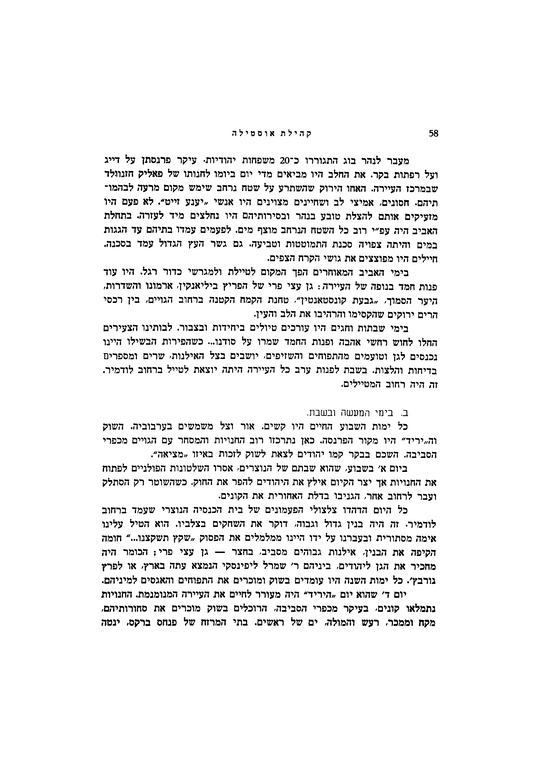 58
קהילת אוסטילה
מעבר לנהר בוג התגוררו כ־20 משפחות יהודיות. עיקר פרנסתן על דייג
ועל רפתות בקר. את החלב היו מביאים מדי יום ביומו לחנותו של פאליק חזנוולד
שבמרכז העיירה. האחו הירוק שהשתרע על שטח נרחב שימש מקום מרעה לבהמו־
תיהם. חסונים, אמיצי לב ושחיינים מצוינים היו אנשי „יענע זייט". לא פעם היו
מזעיקים אותם להצלת טובע בנהר ובסירותיהם היו נחלצים מיד לעזרה. בתחלת
האביב היה עפ״י רוב כל השטח הנרחב מוצף מים. לפעמים עמדו בתיהם עד הגגות
במים והיתה צפויה סכנת התמוטטות וטביעה. גם גשר העץ הגדול עמד בסכנה.
חיילים היו מפוצצים את גושי הקרח הצפים.
בימי האביב המאוחרים הפך המקום לטיילת ולמגרשי כדור רגל. היו עוד
פנות חמד בנופה של העיירה: גן עצי פרי של הפריץ ביליאנקין, ארמונו והשדרות,
היער הסמוך, „גבעת קונסטאנטין", טחנת הקמח הקטנה ברחוב הגויים, בין רכסי
הרים ירוקים שהקסימו והרהיבו את הלב והעין.
בימי שבתות וחגים היו עורכים טיולים ביחידות ובצבור. לבותינו הצעירים
החלו לחוש רחשי אהבה ופנות החמד שמרו על סודנו... כשהפירות הבשילו היינו
נכנסים לגן וטועמים מהתפוחים והשזיפים, יושבים בצל האילנות, שרים ומספרים
בדיחות והלצות. בשבת לפנות ערב כל העיירה היתה יוצאת לטייל ברחוב לודמיר.
זה היה רחוב המטיילים.
ב. בימי המעשה ובשבת.
כל ימות השבוע החיים היו קשים. אור וצל משמשים בערבוביה. השוק
וה„יריד" היו מקור הפרנסה. כאן נתרכזו רוב החנויות והמסחר עם הגויים מכפרי
הסביבה. השכם בבקר קמו יהודים לצאת לשוק לזכות באיזו „מציאה".
ביום א׳ בשבוע, שהוא שבתם של הנוצרים, אסרו השלטונות הפולניים לפתוח
את החנויות אך יצר הקיום אילץ את היהודים להפר את החוק. כשהשוטר רק הסתלק
ועבר לרחוב אחר, הגניבו בדלת האחורית את הקונים.
כל היום הדהדו צלצולי הפעמונים של בית הכנסיה הנוצרי שעמד ברחוב
לודמיר. זה היה בנין גדול וגבוה, דוקר את השחקים בצלביו. הוא הטיל עלינו
אימה מסתורית ובעברנו על ידו היינו ממלמלים את הפסוק „שקץ תשקצנו..." חומה
הקיפה את הבנין, אילנות גבוהים מסביב, בחצר — גן עצי פרי; הכומר היה
מחכיר את הגן ליהודים, ביניהם ר׳ שמרל ליפינסקי הנמצא עתה בארץ, או לפרץ
גורבץ׳. כל ימות השנה היו עומדים בשוק ומוכרים את התפוחים והאגסים למיניהם.
יום ד׳ שהוא יום „היריד" היה מעורר לחיים את העיירה המנומנמת. החנויות
נתמלאו קונים, בעיקר מכפרי הסביבה, הרוכלים בשוק מוכרים את סחורותיהם,
מקח וממכר, רעש והמולה, ים של ראשים. בתי המרזח של פנחס ברקס, ינטה